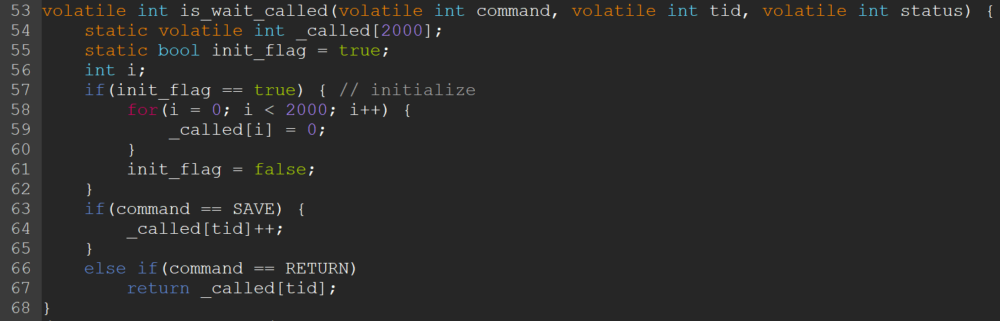 53 volatile int is_wait_called(volatile int command, volatile int tid, volatile int status) {
54     static volatile int _called[2000];
55     static bool init_flag = true;
56     int i;
57     if(init_flag == true) { // initialize
58         for(i = 0; i < 2000; i++) {
59             _called[i] = 0;
60         }
61         init_flag = false;
62     }
63     if(command == SAVE) {
64         _called[tid]++;
65     }
66     else if(command == RETURN)
67         return _called[tid];
68 }